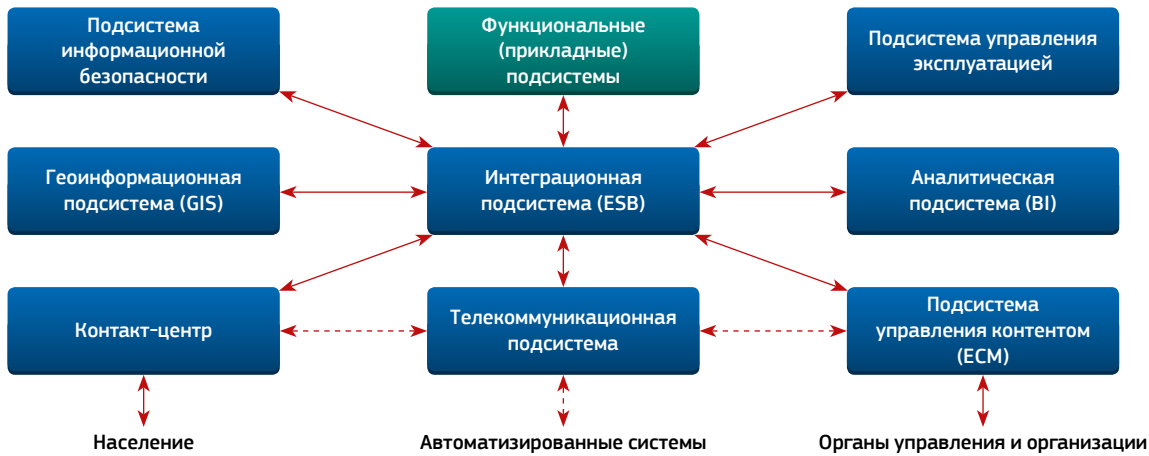 Подсистема
информационной
безопасности
Функциональные
(прикладные)
подсистемы
Подсистема управления
эксплуатацией
Геоинформационная
подсистема (GIS)
Интеграционная
подсистема (ESB)
Аналитическая
подсистема (BI)
Контакт-центр
Телекоммуникационная
подсистема
Подсистема
управления контентом
(ECM)
Население
Автоматизированные системы
Органы управления и организации